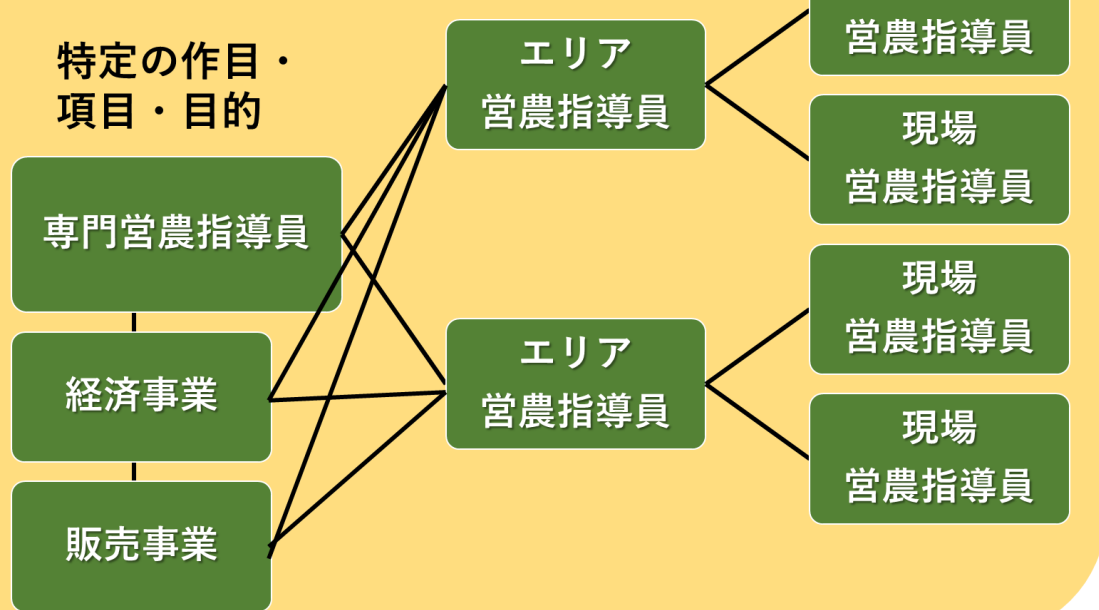 特定の作目・
項目・目的
専門営農指導員
経済事業
販売事業
エリア
営農指導員
エリア
営農指導員
営農指導員
現場
営農指導員
現場
営農指導員
現場
営農指導員